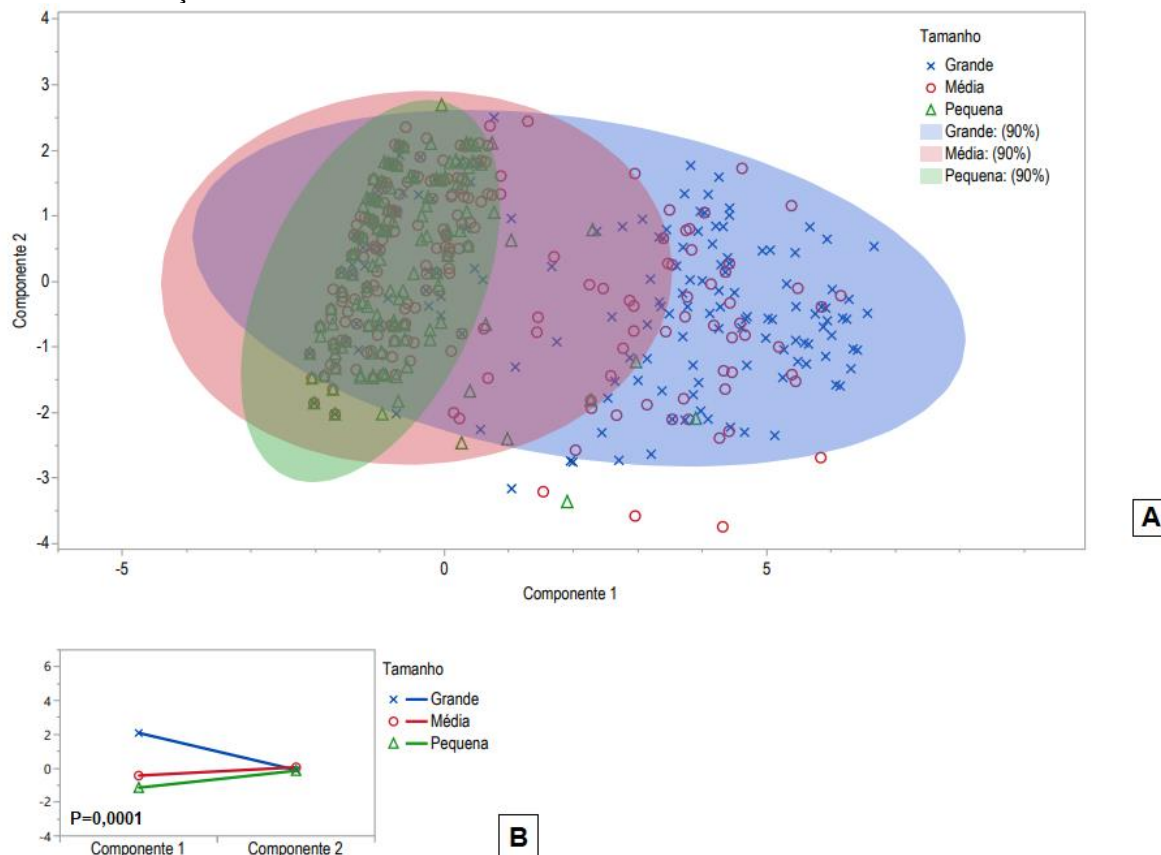 4
3
2
1
0
-1
-2
-3
-4
Componente 2
-5
0
5
Componente 1
Tamanho
Grande
Média
Pequena
Grande: (90%)
Média: (90%)
Pequena: (90%)
A
6
4
2
0
-2
-4
P=0,0001
Componente 1
Componente 2
Tamanho
Grande
Média
Pequena
B